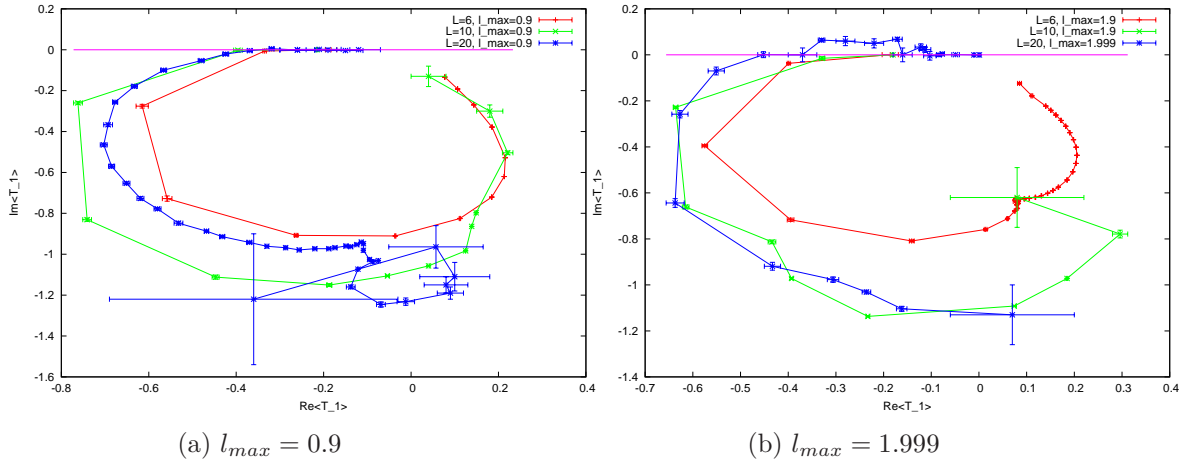 0.2
0
-0.2
-0.4
-0.6
-0.8
-1
-1.2
-1.4
-1.6
-0.8 -0.6 -0.4 -0.2 0 0.2 0.4
Im<T_1>
Re<T_1>
L=6, l_max=0.9
L=10, l_max=0.9
L=20, l_max=0.9
(a) l_max = 0.9
0.2
0
-0.2
-0.4
-0.6
-0.8
-1
-1.2
-1.4
-0.7 -0.6 -0.5 -0.4 -0.3 -0.2 -0.1 0 0.1 0.2 0.3 0.4
Im<T_1>
Re<T_1>
L=6, l_max=1.9
L=10, l_max=1.9
L=20, l_max=1.999
(b) l_max = 1.999